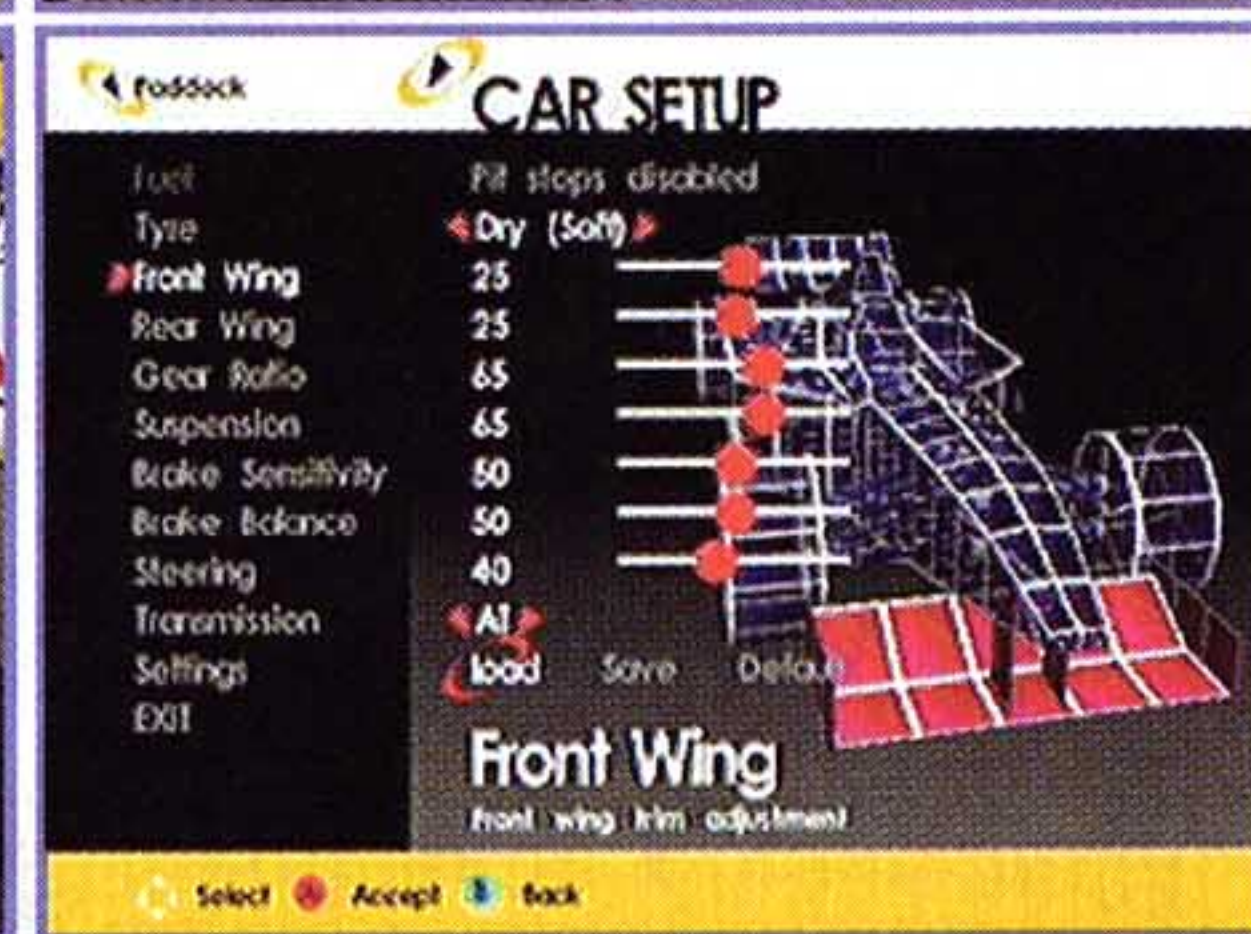 Paddock
CAR SETUP
Fuel Pit stops disabled
Tyre Dry (Soft)
Front Wing 25
Rear Wing 25
Gear Ratio 65
Suspension 65
Brake Sensitivity 50
Brake Balance 50
Steering 40
Transmission AT
Settings load Save Defau
EXIT
Front Wing
Front wing trim adjustment
Select A Accept B Back